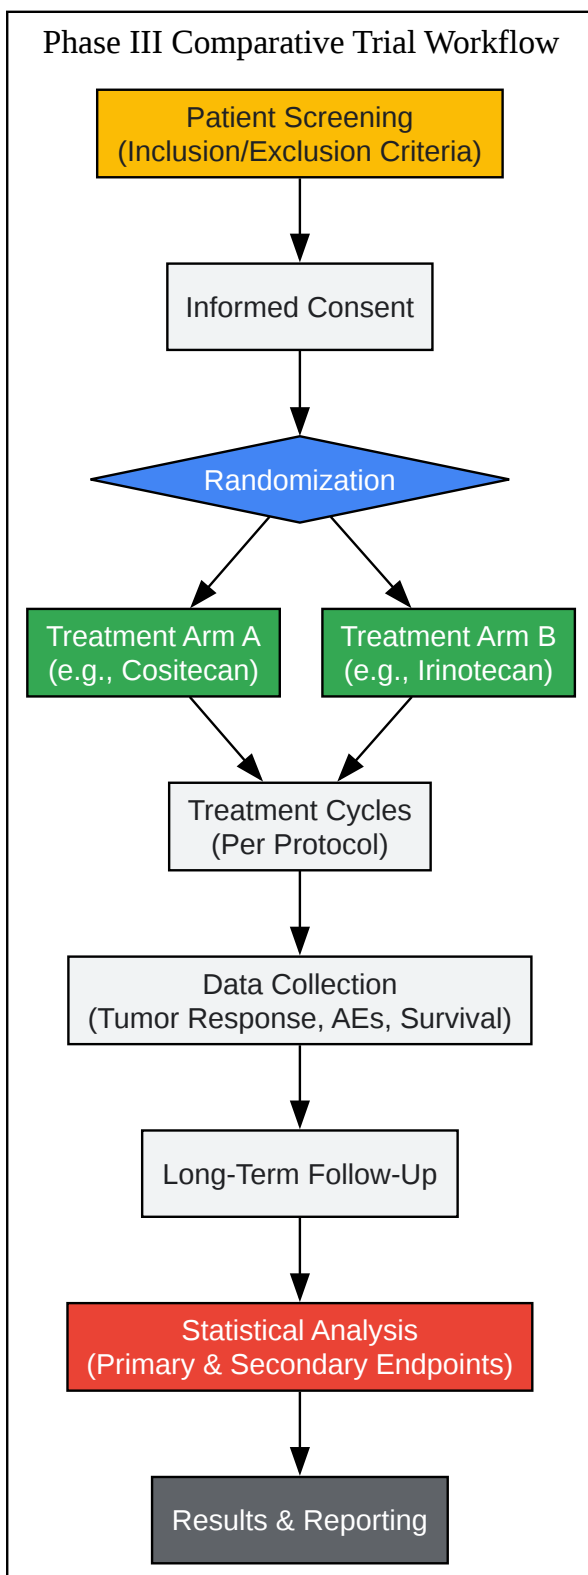 Phase III Comparative Trial Workflow
Patient Screening
(Inclusion/Exclusion Criteria)
Informed Consent
Randomization
Treatment Arm A
(e.g., Cositecan)
Treatment Arm B
(e.g., Irinotecan)
Treatment Cycles
(Per Protocol)
Data Collection
(Tumor Response, AEs, Survival)
Long-Term Follow-Up
Statistical Analysis
(Primary & Secondary Endpoints)
Results & Reporting